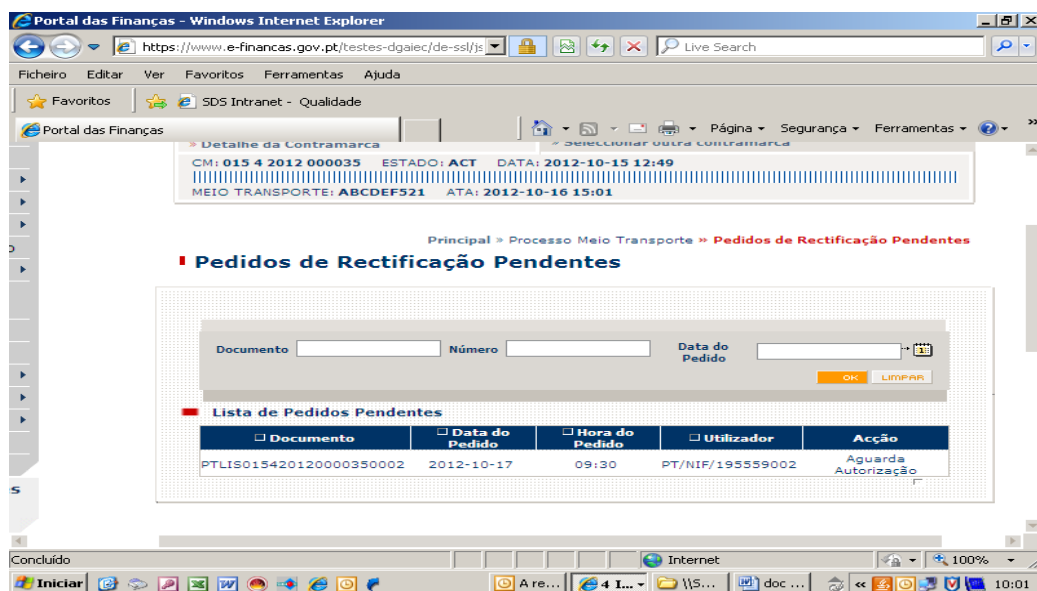 Portal das Finanças - Windows Internet Explorer
https://www.e-financas.gov.pt/testes-dgaiec/de-ssl/js
Live Search
Ficheiro Editar Ver Favoritos Ferramentas Ajuda
Favoritos SDS Intranet - Qualidade
Portal das Finanças Página Segurança Ferramentas
» Detalhe da Contramarca » Seleccionar outra contramarca
CM: 015 4 2012 000035 ESTADO: ACT DATA: 2012-10-15 12:49
MEIO TRANSPORTE: ABCDEF521 ATA: 2012-10-16 15:01
Principal » Processo Meio Transporte » Pedidos de Rectificação Pendentes
Pedidos de Rectificação Pendentes
Documento Número Data do
Pedido
OK LIMPAR
Lista de Pedidos Pendentes
Documento Data do Pedido Hora do Pedido Utilizador Acção
PTLIS015420120000350002 2012-10-17 09:30 PT/NIF/195559002 Aguarda Autorização
s
Concluído Internet 100%
Iniciar A re... 4 I... \\S... doc ... « 10:01